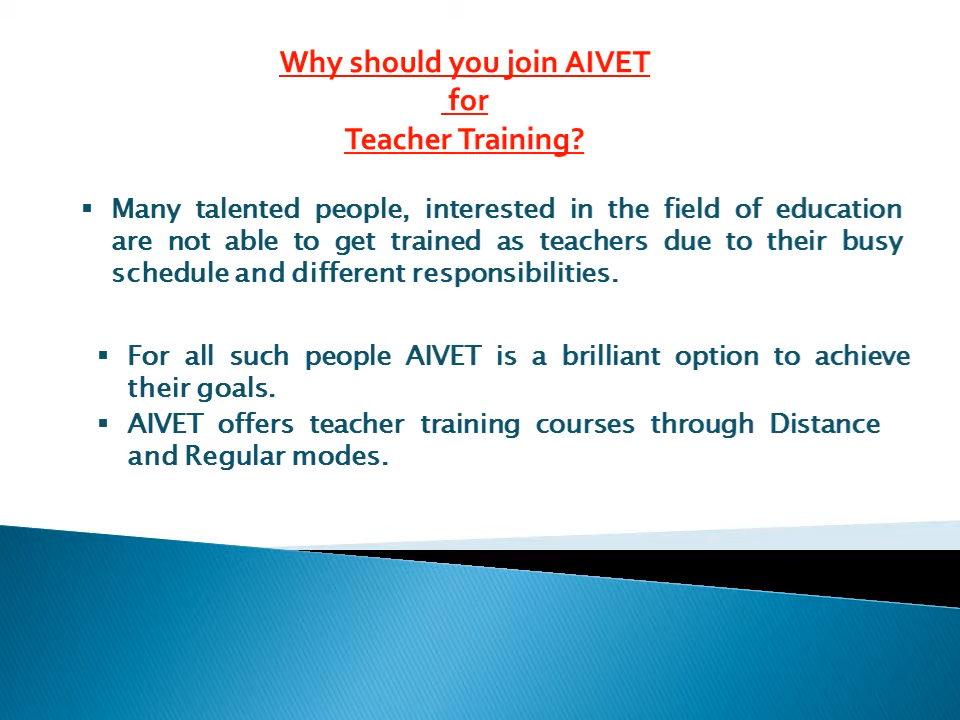 Why should you join AIVET
for
Teacher Training?
▪ Many talented people, interested in the field of education
are not able to get trained as teachers due to their busy
schedule and different responsibilities.
▪ For all such people AIVET is a brilliant option to achieve
their goals.
▪ AIVET offers teacher training courses through Distance
and Regular modes.